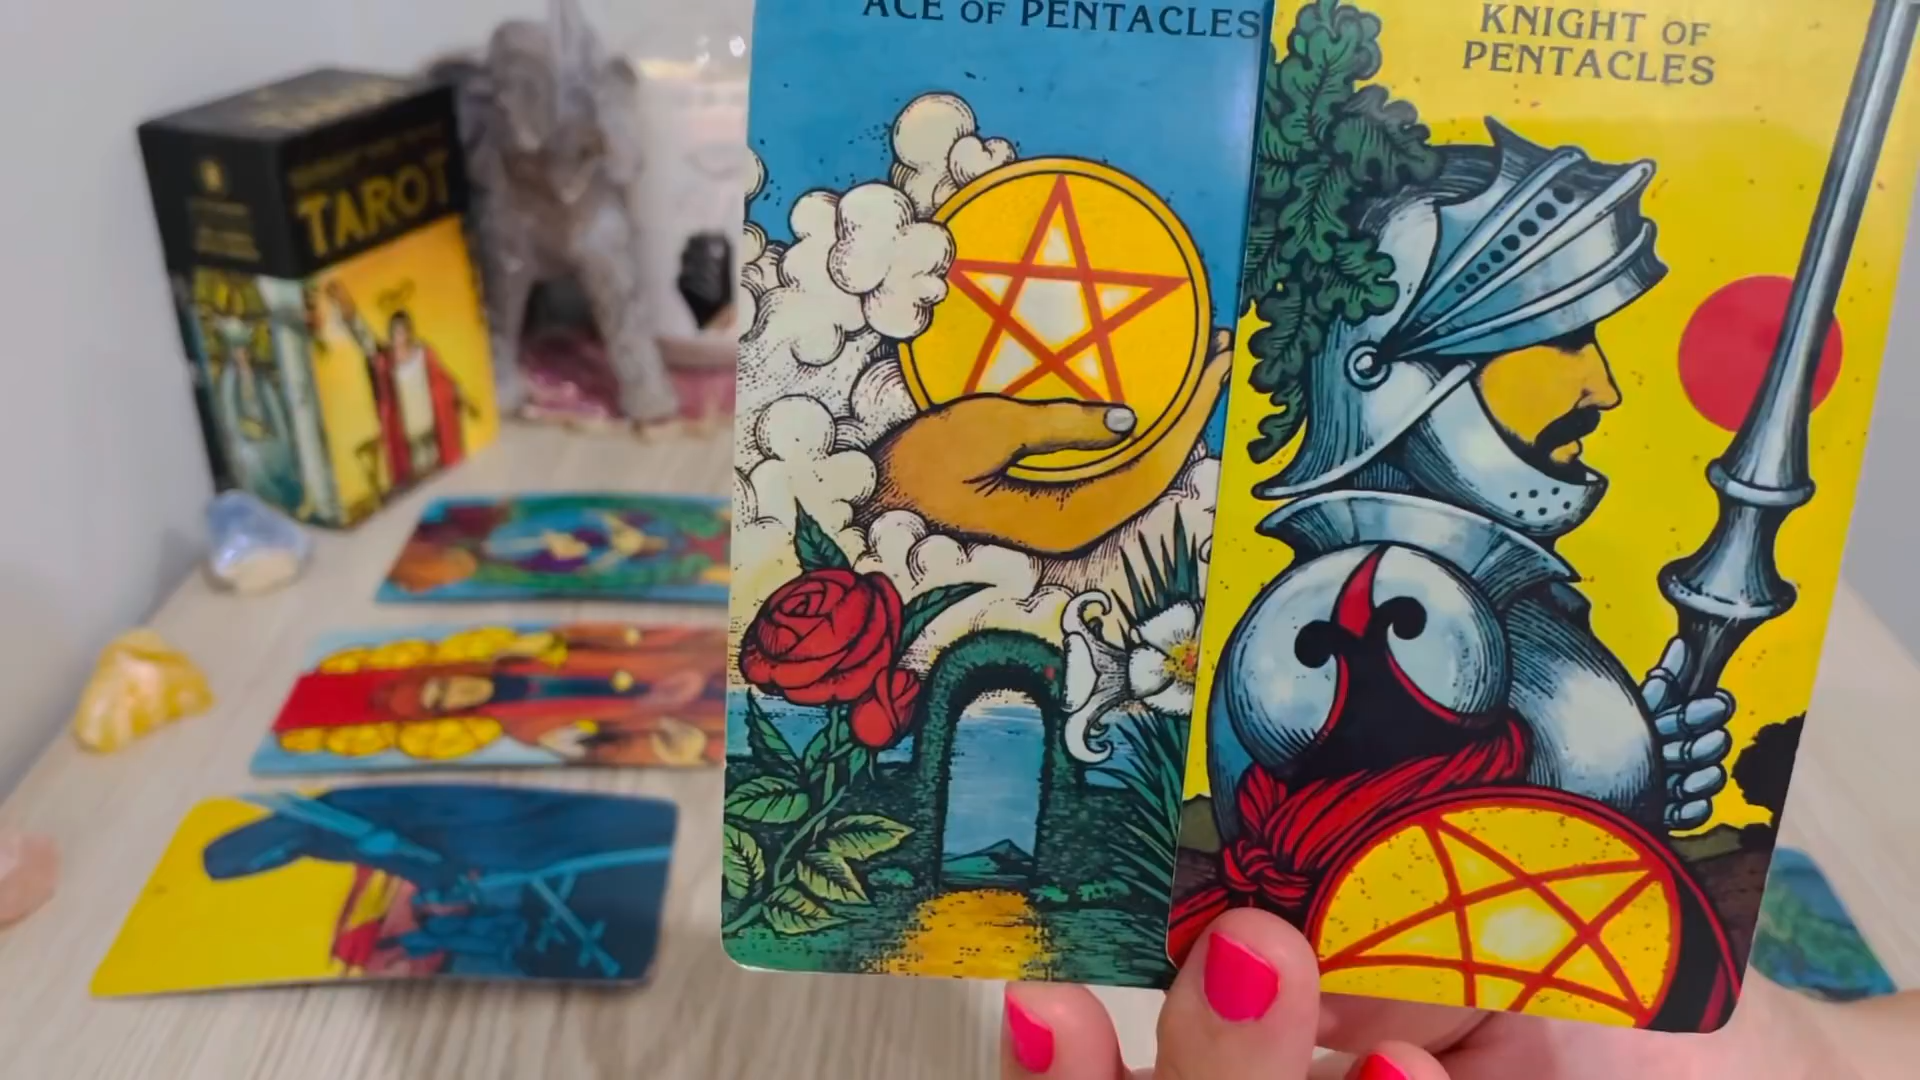 TAROT
ACE OF PENTACLES
KNIGHT OF
PENTACLES